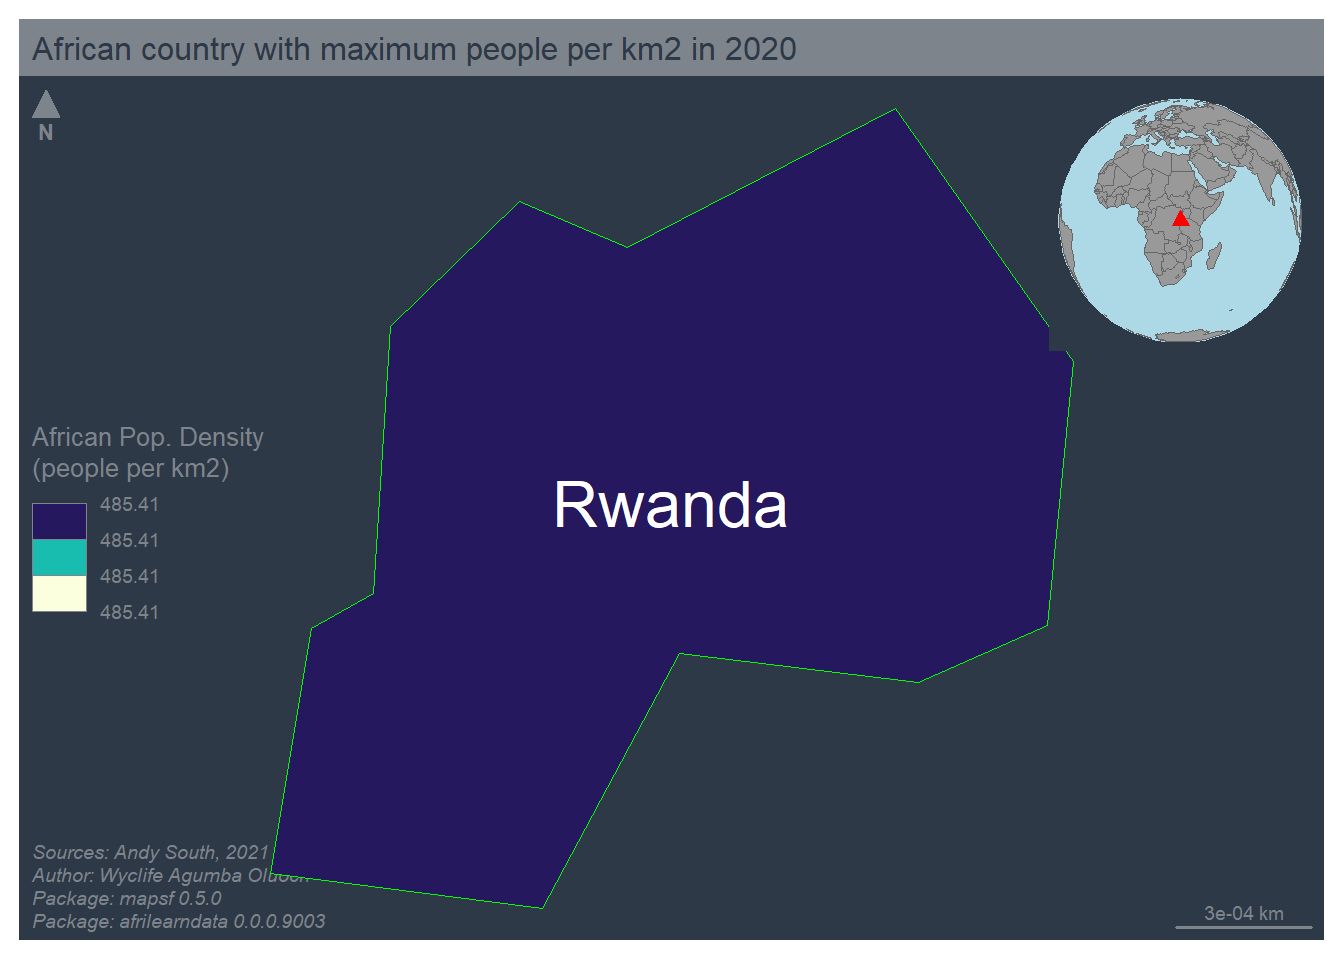 African country with maximum people per km2 in 2020
N
African Pop. Density
(people per km2)
485.41
485.41
485.41
485.41
Rwanda
Sources: Andy South, 2021
Author: Wyclife Agumba
Package: mapsf 0.5.0
Package: afrilearndata 0.0.0.9003
3e-04 km